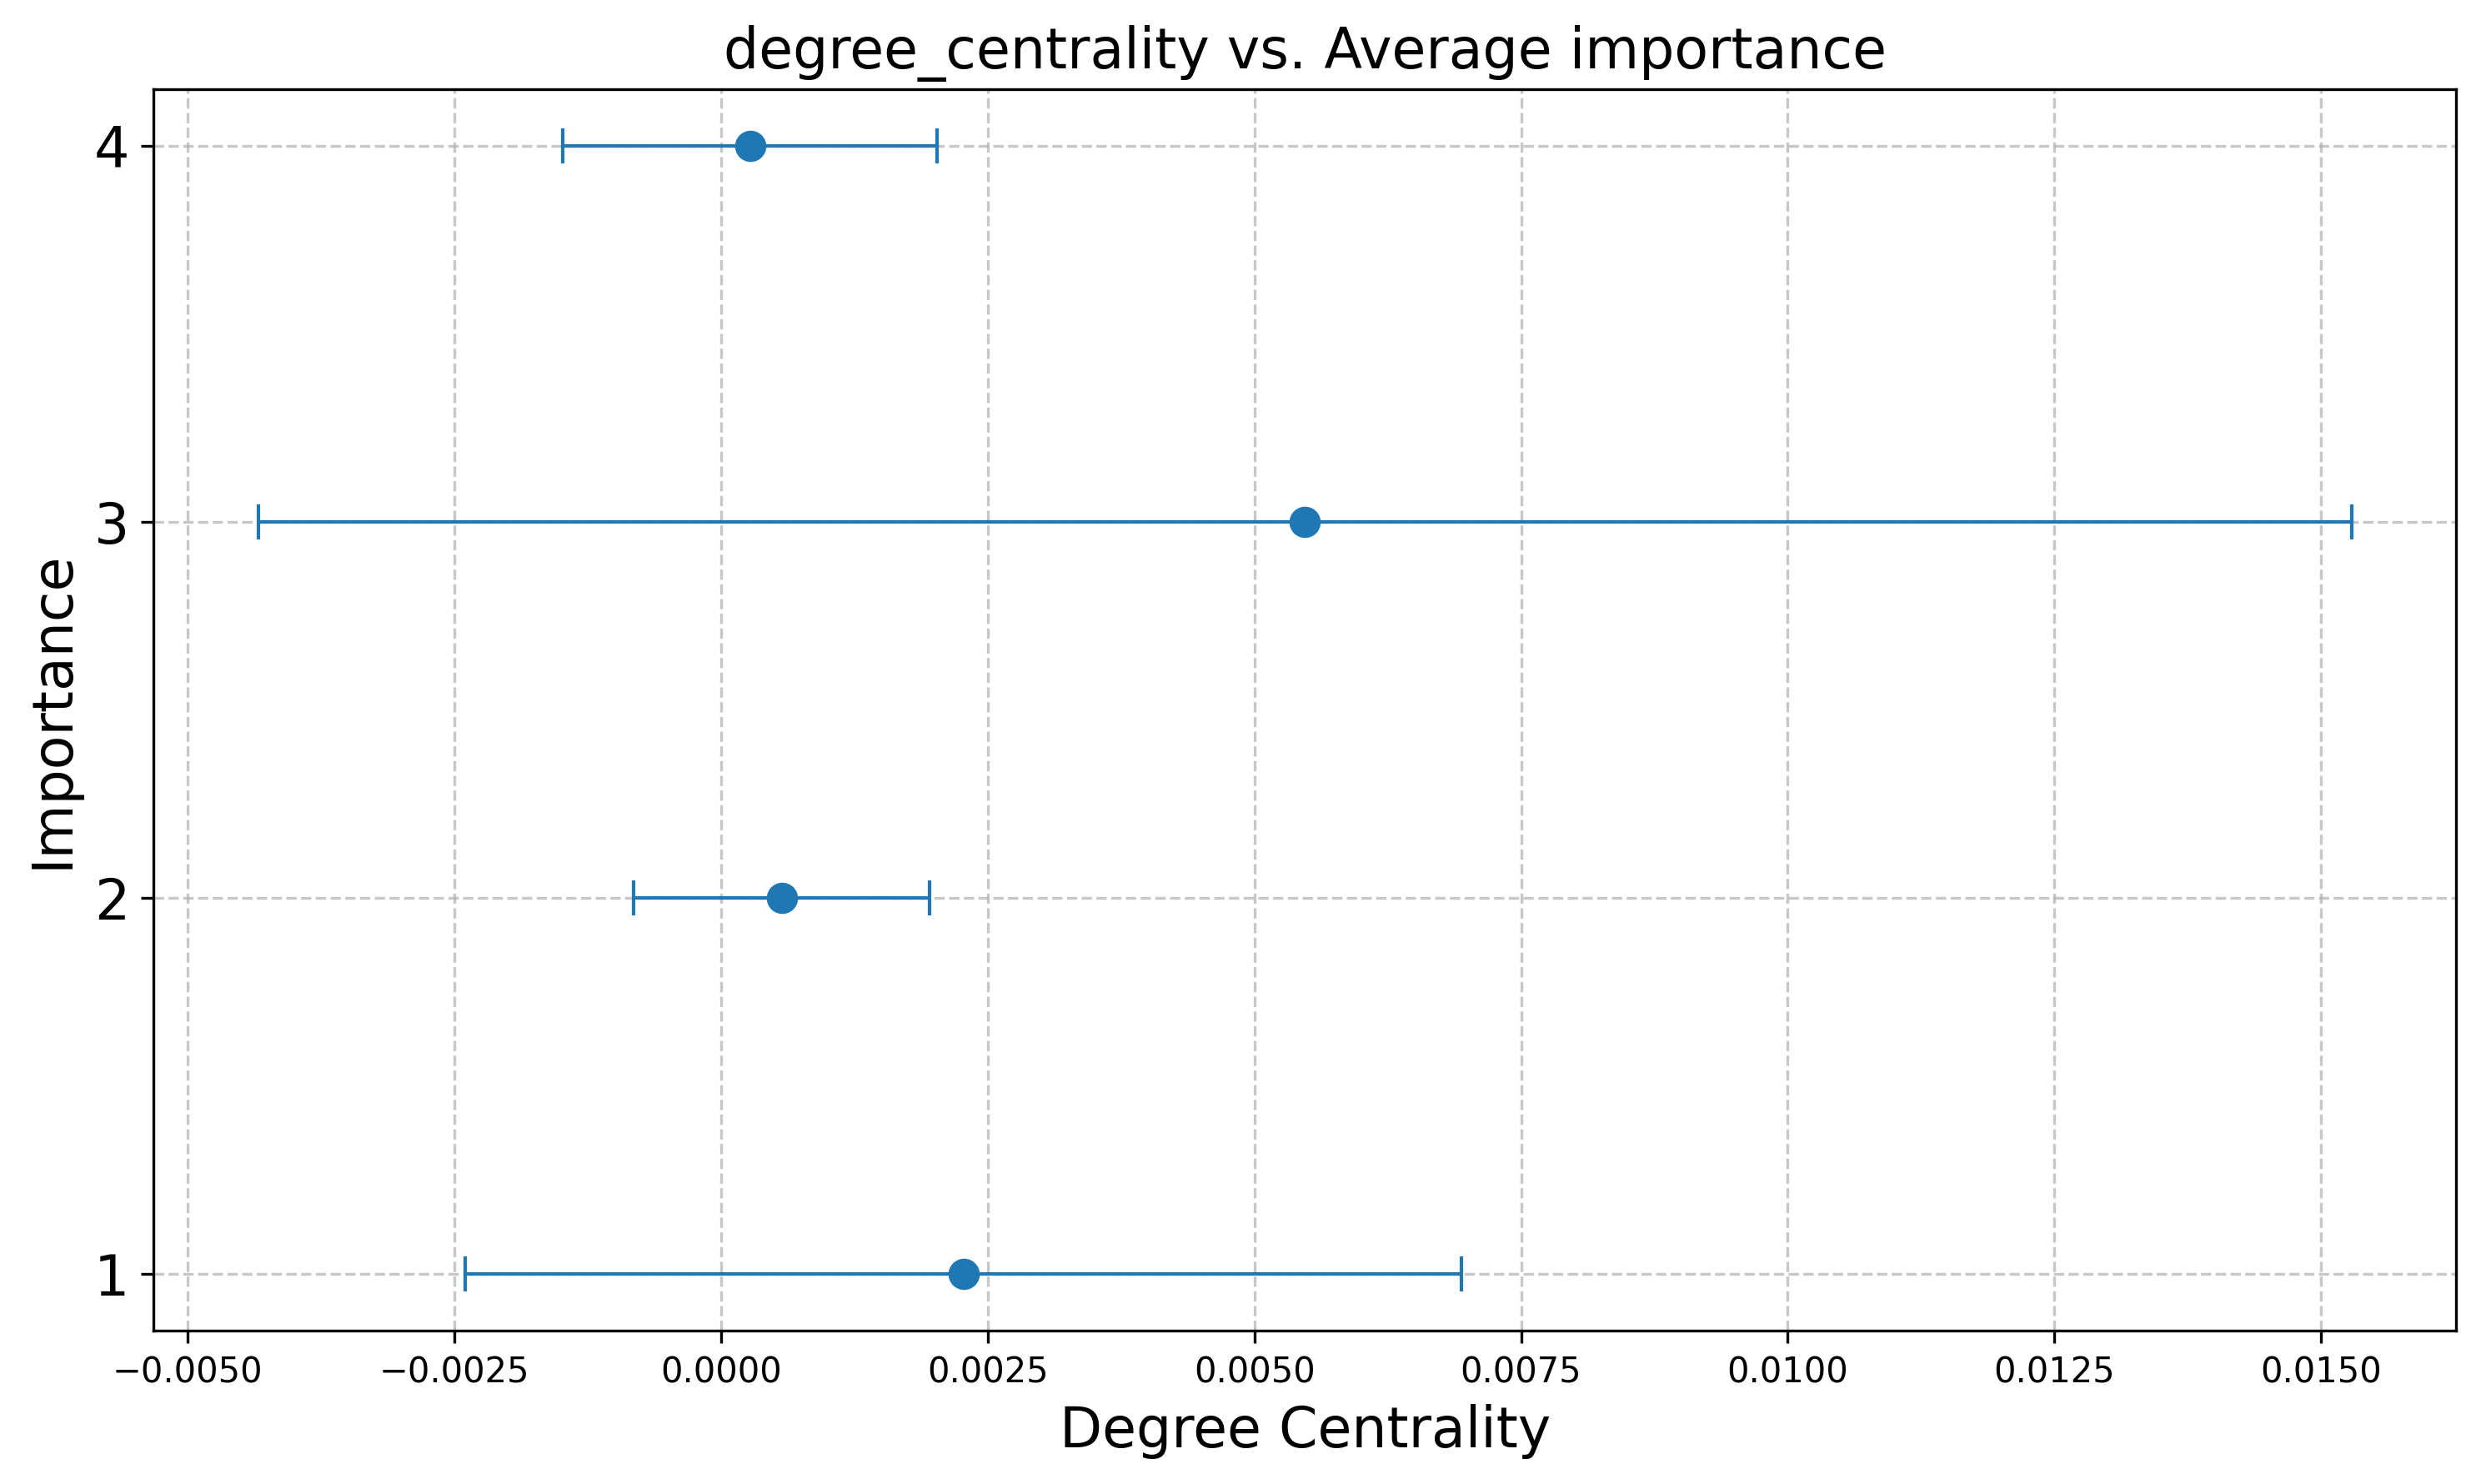 degree_centrality vs. Average importance
4
3
2
1
Importance
−0.0050 −0.0025 0.0000 0.0025 0.0050 0.0075 0.0100 0.0125 0.0150
Degree Centrality